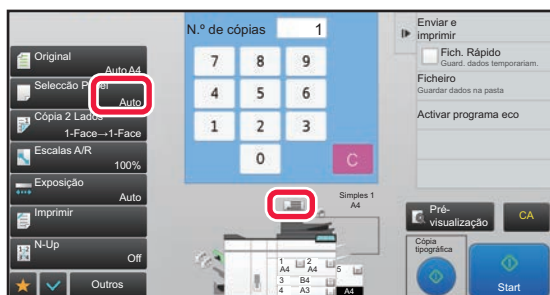 N.º de cópias 1
Original
Auto A4
Selecção P
Auto
Cópia 2 Lados
1-Face→1-Face
Escalas A/R
100%
Exposição
Auto
Imprimir
N-Up
Off
Outros
7 8 9
4 5 6
1 2 3
0 C
Simples 1
A4
1 2
A4 A4 5
3 B4
4 A3 A4
Enviar e
imprimir
Fich. Rápido
Guard. dados temporariam.
Ficheiro
Guardar dados na pasta
Activar programa eco
Pré-
visualização
CA
Cópia
tipográfica
Start